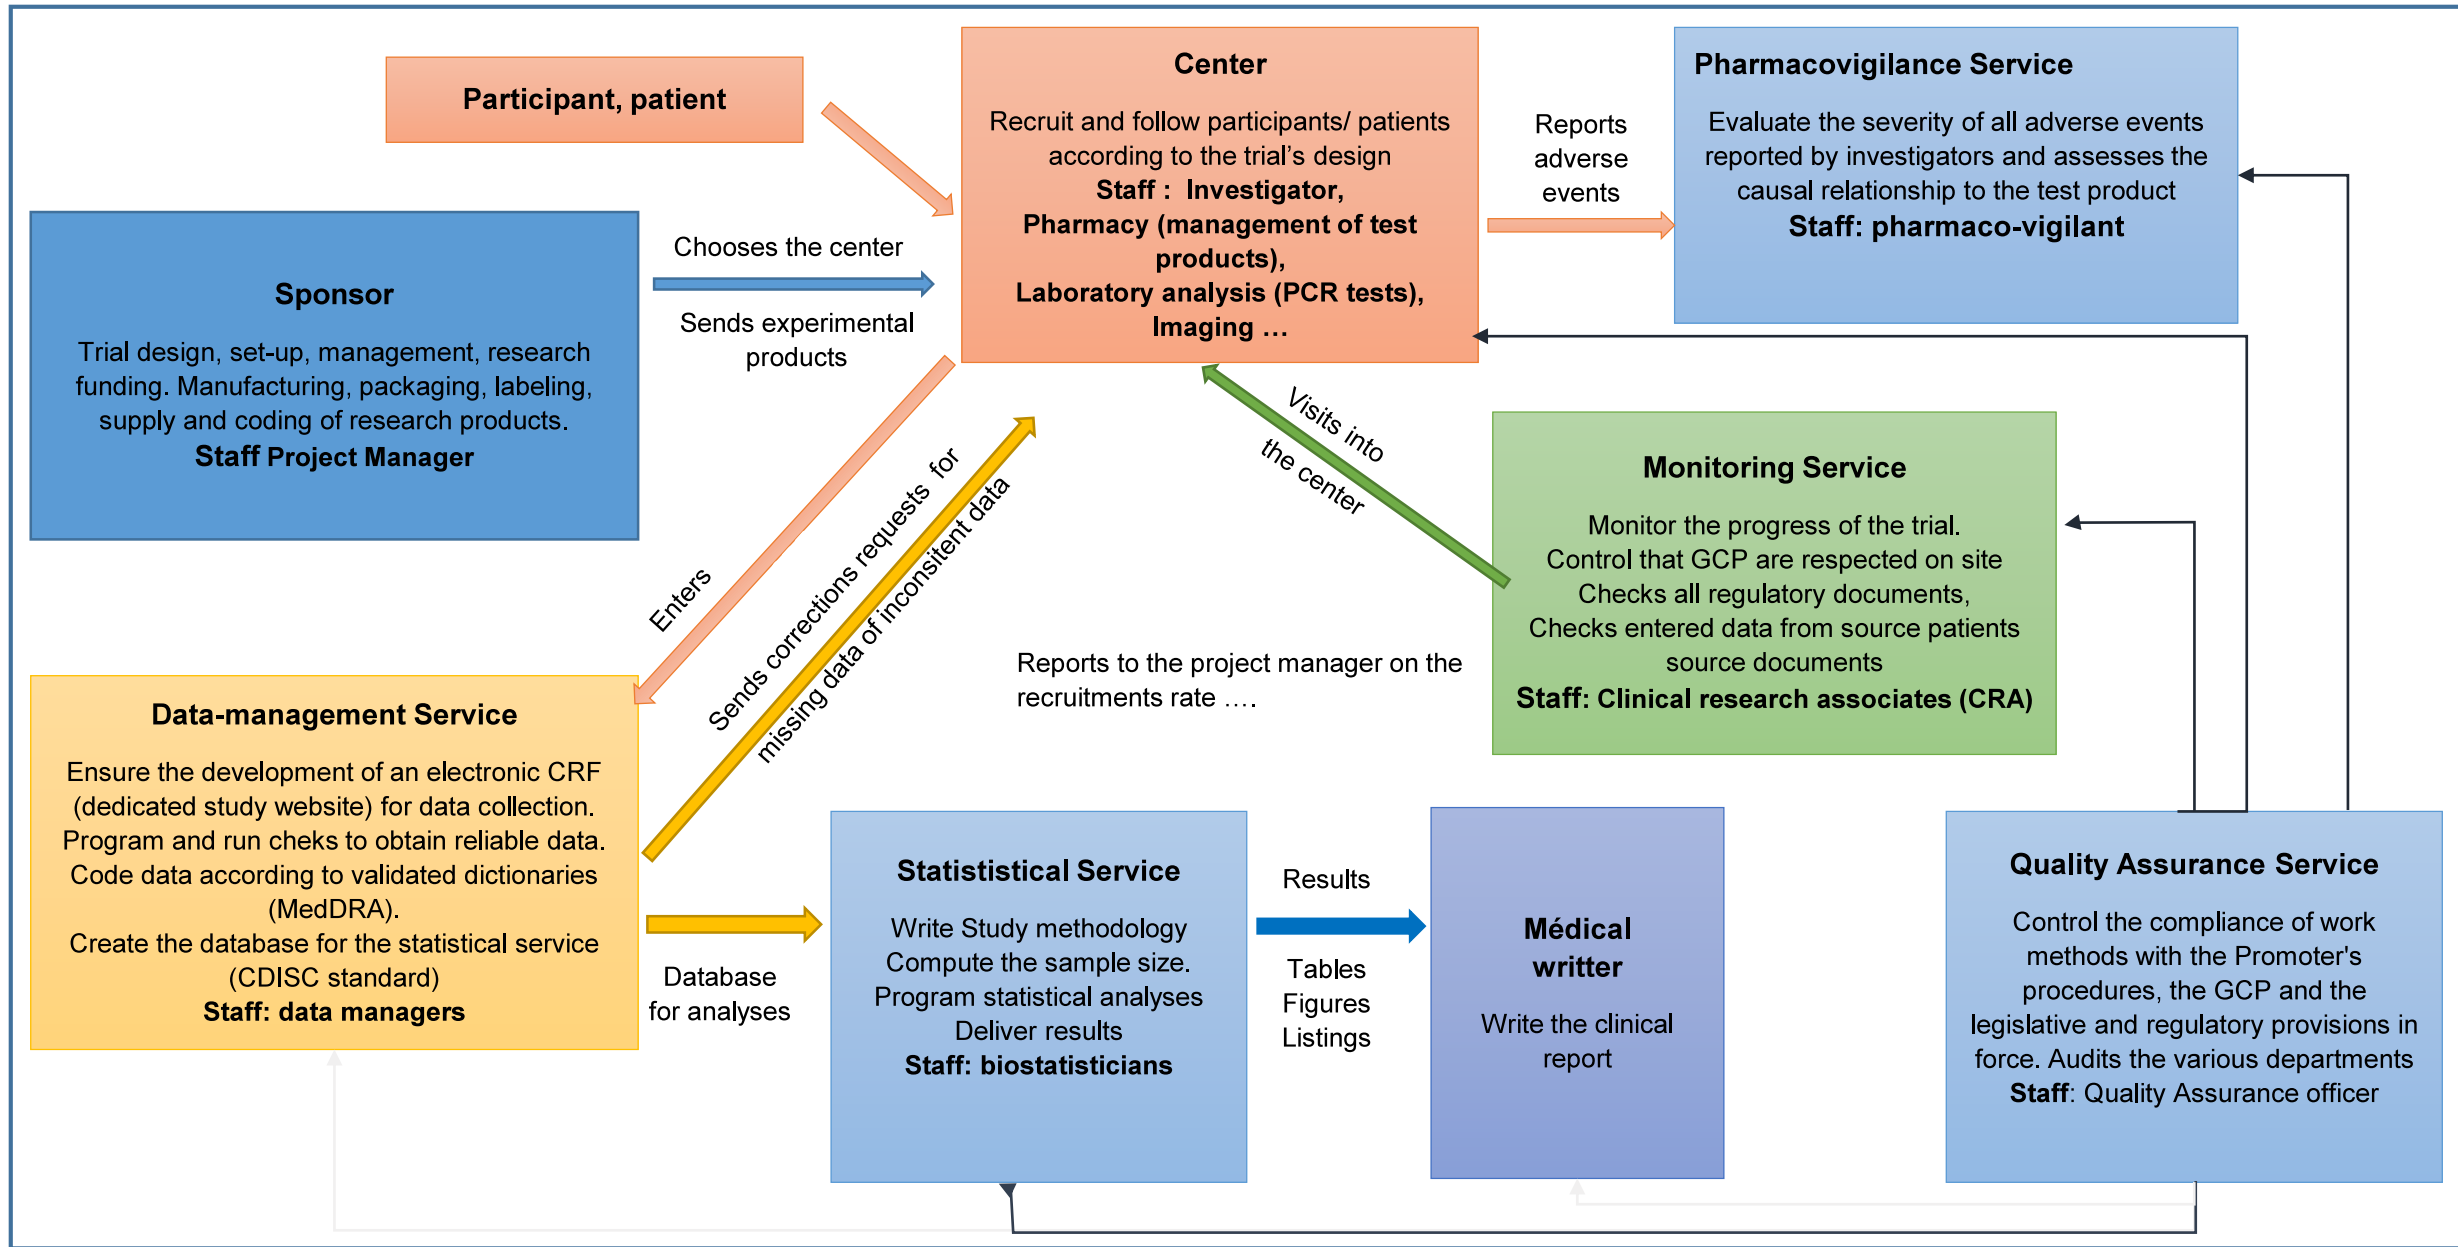 Participant, patient
Center
Recruit and follow participants/ patients
according to the trial’s design
Staff :  Investigator,
Pharmacy (management of test
products),
Laboratory analysis (PCR tests),
Imaging …
Reports
adverse
events
Pharmacovigilance Service
Evaluate the severity of all adverse events
reported by investigators and assesses the
causal relationship to the test product
Staff: pharmaco-vigilant
Sponsor
Trial design, set-up, management, research
funding. Manufacturing, packaging, labeling,
supply and coding of research products.
Staff Project Manager
Chooses the center
Sends experimental
products
Visits into
the center
Monitoring Service
Monitor the progress of the trial.
Control that GCP are respected on site
Checks all regulatory documents,
Checks entered data from source patients
source documents
Staff: Clinical research associates (CRA)
Enters
Sends corrections requests  for
missing data of inconsitent data
Reports to the project manager on the
recruitments rate ….
Data-management Service
Ensure the development of an electronic CRF
(dedicated study website) for data collection.
Program and run cheks to obtain reliable data.
Code data according to validated dictionaries
(MedDRA).
Create the database for the statistical service
(CDISC standard)
Staff: data managers
Database
for analyses
Statististical Service
Write Study methodology
Compute the sample size.
Program statistical analyses
Deliver results
Staff: biostatisticians
Results
Tables
Figures
Listings
Médical
writter
Write the clinical
report
Quality Assurance Service
Control the compliance of work
methods with the Promoter's
procedures, the GCP and the
legislative and regulatory provisions in
force. Audits the various departments
Staff: Quality Assurance officer